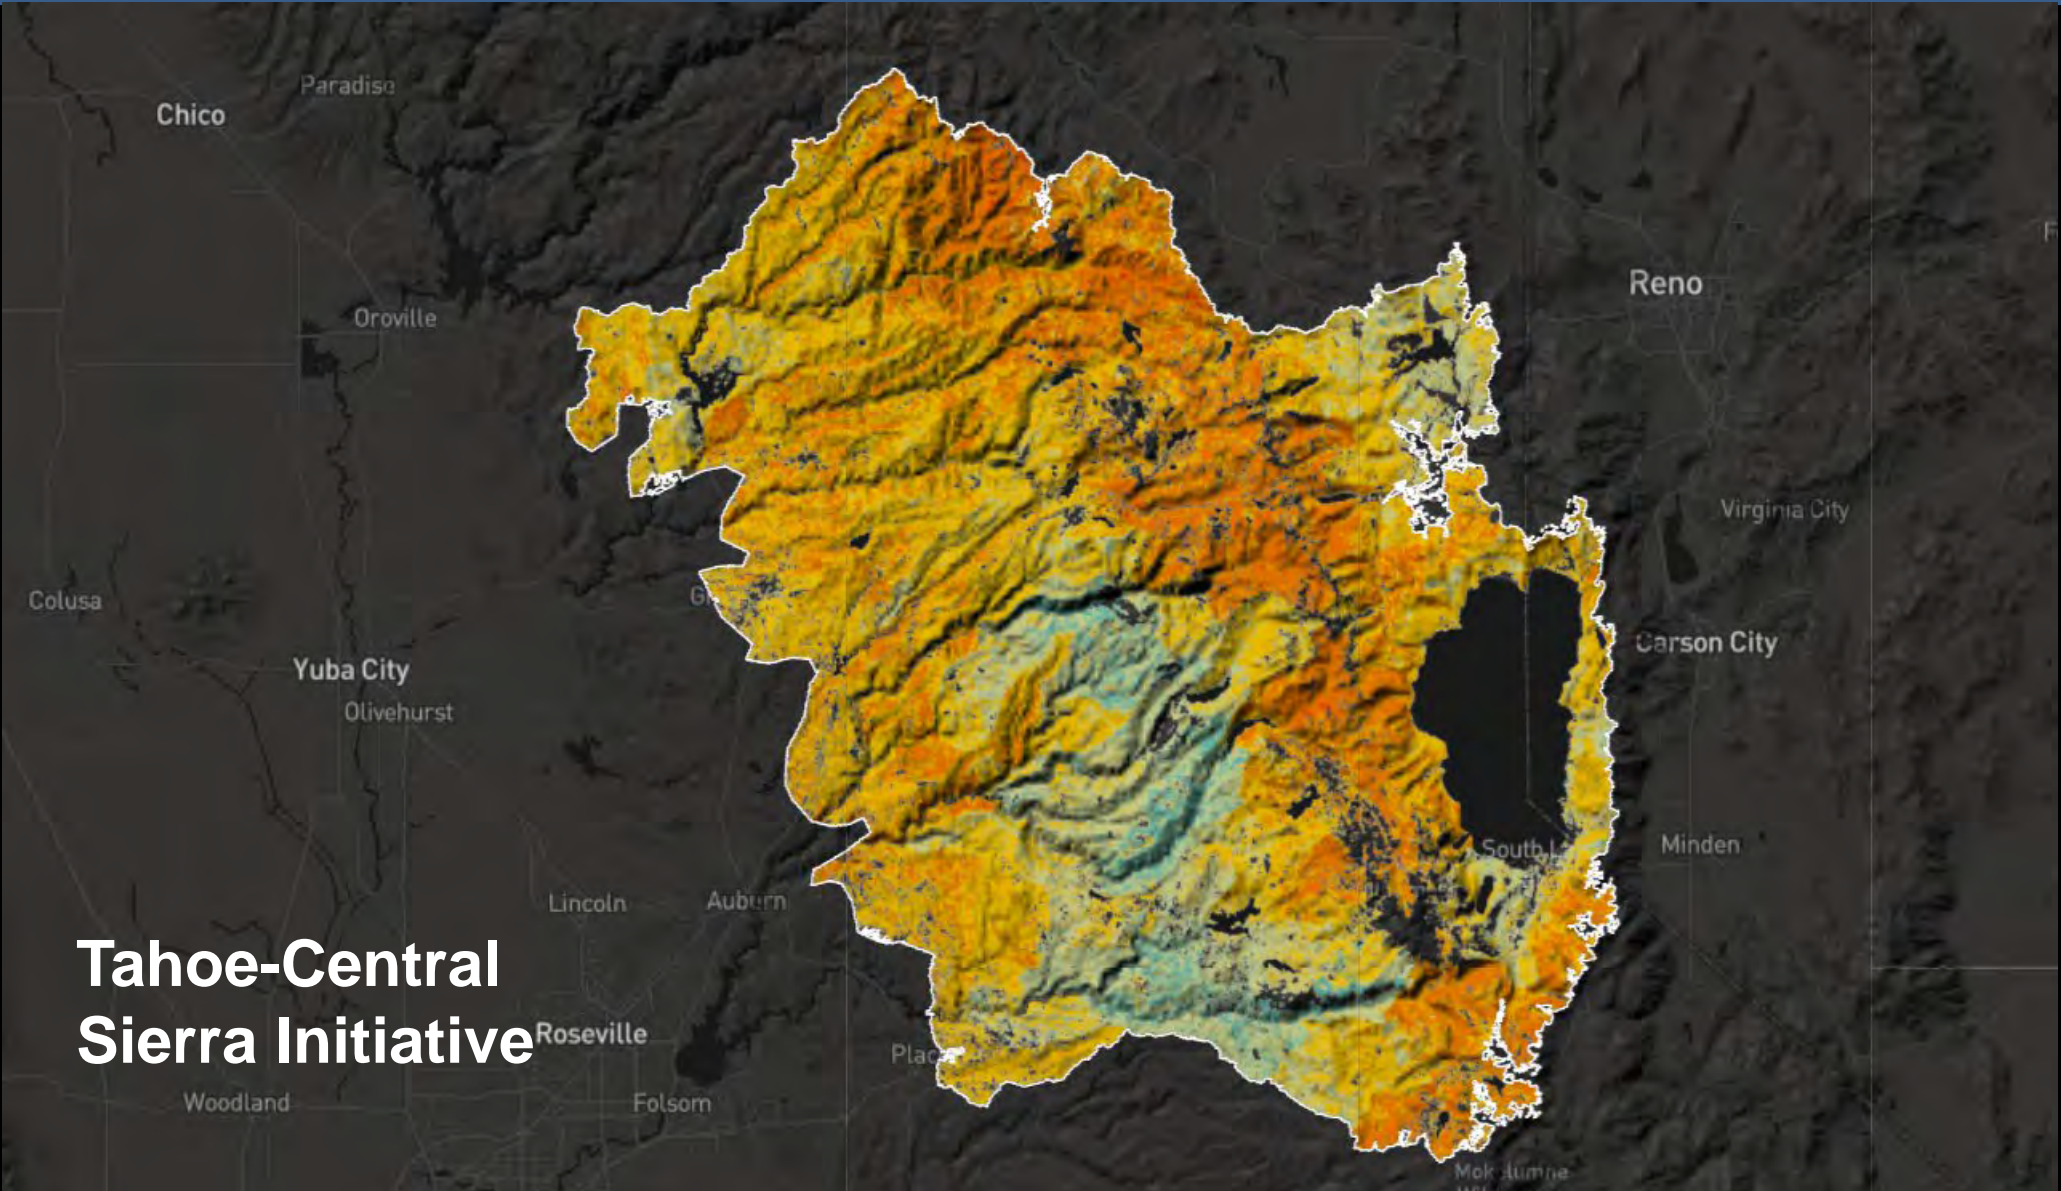 Paradise
Chico
Reno
Oroville
Virginia City
Colusa
Carson City
Yuba City
Olivehurst
Minden
South L
Lincoln
Auburn
Tahoe-Central
Sierra Initiative
Roseville
Woodland
Folsom